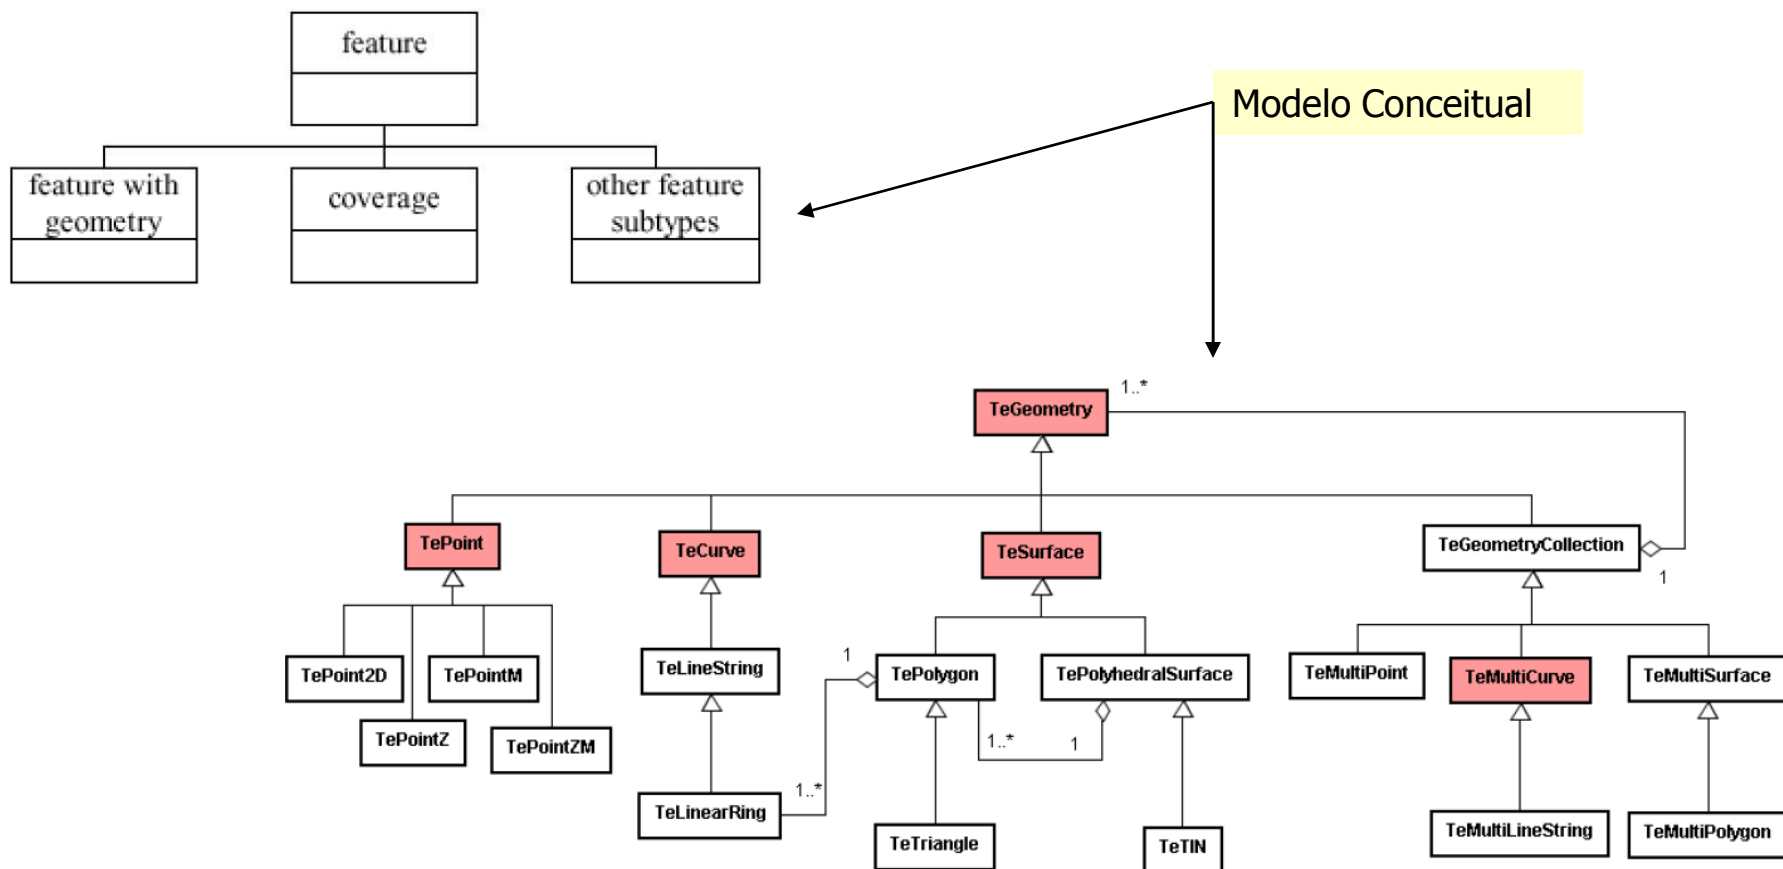 feature
Modelo Conceitual
feature with
geometry
coverage
other feature
subtypes
TeGeometry
1..*
TePoint
TeCurve
TeSurface
TeGeometryCollection
1
TePoint2D
TePointM
TePointZ
TePointZM
TeLineString
1
TePolygon
TePolyhedralSurface
TeMultiPoint
TeMultiCurve
TeMultiSurface
1..*
1
1..*
TeLinearRing
TeTriangle
TeTIN
TeMultiLineString
TeMultiPolygon